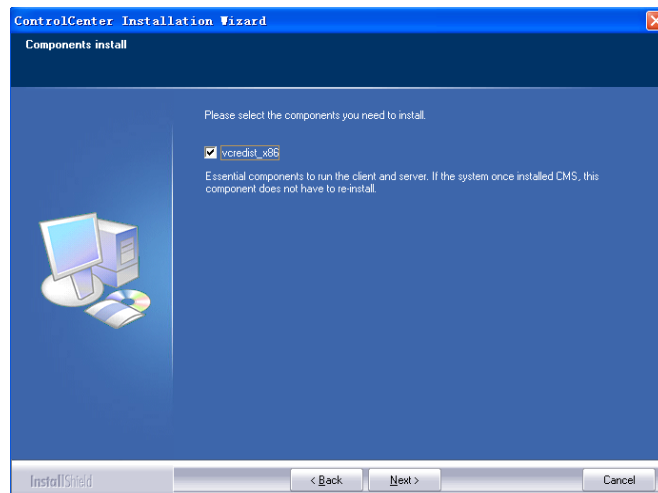 ControlCenter Installation Wizard
Components install
Please select the components you need to install.
vcredist_x86
Essential components to run the client and server. If the system once installed CMS, this
component does not have to re-install.
InstallShield
< Back
Next >
Cancel